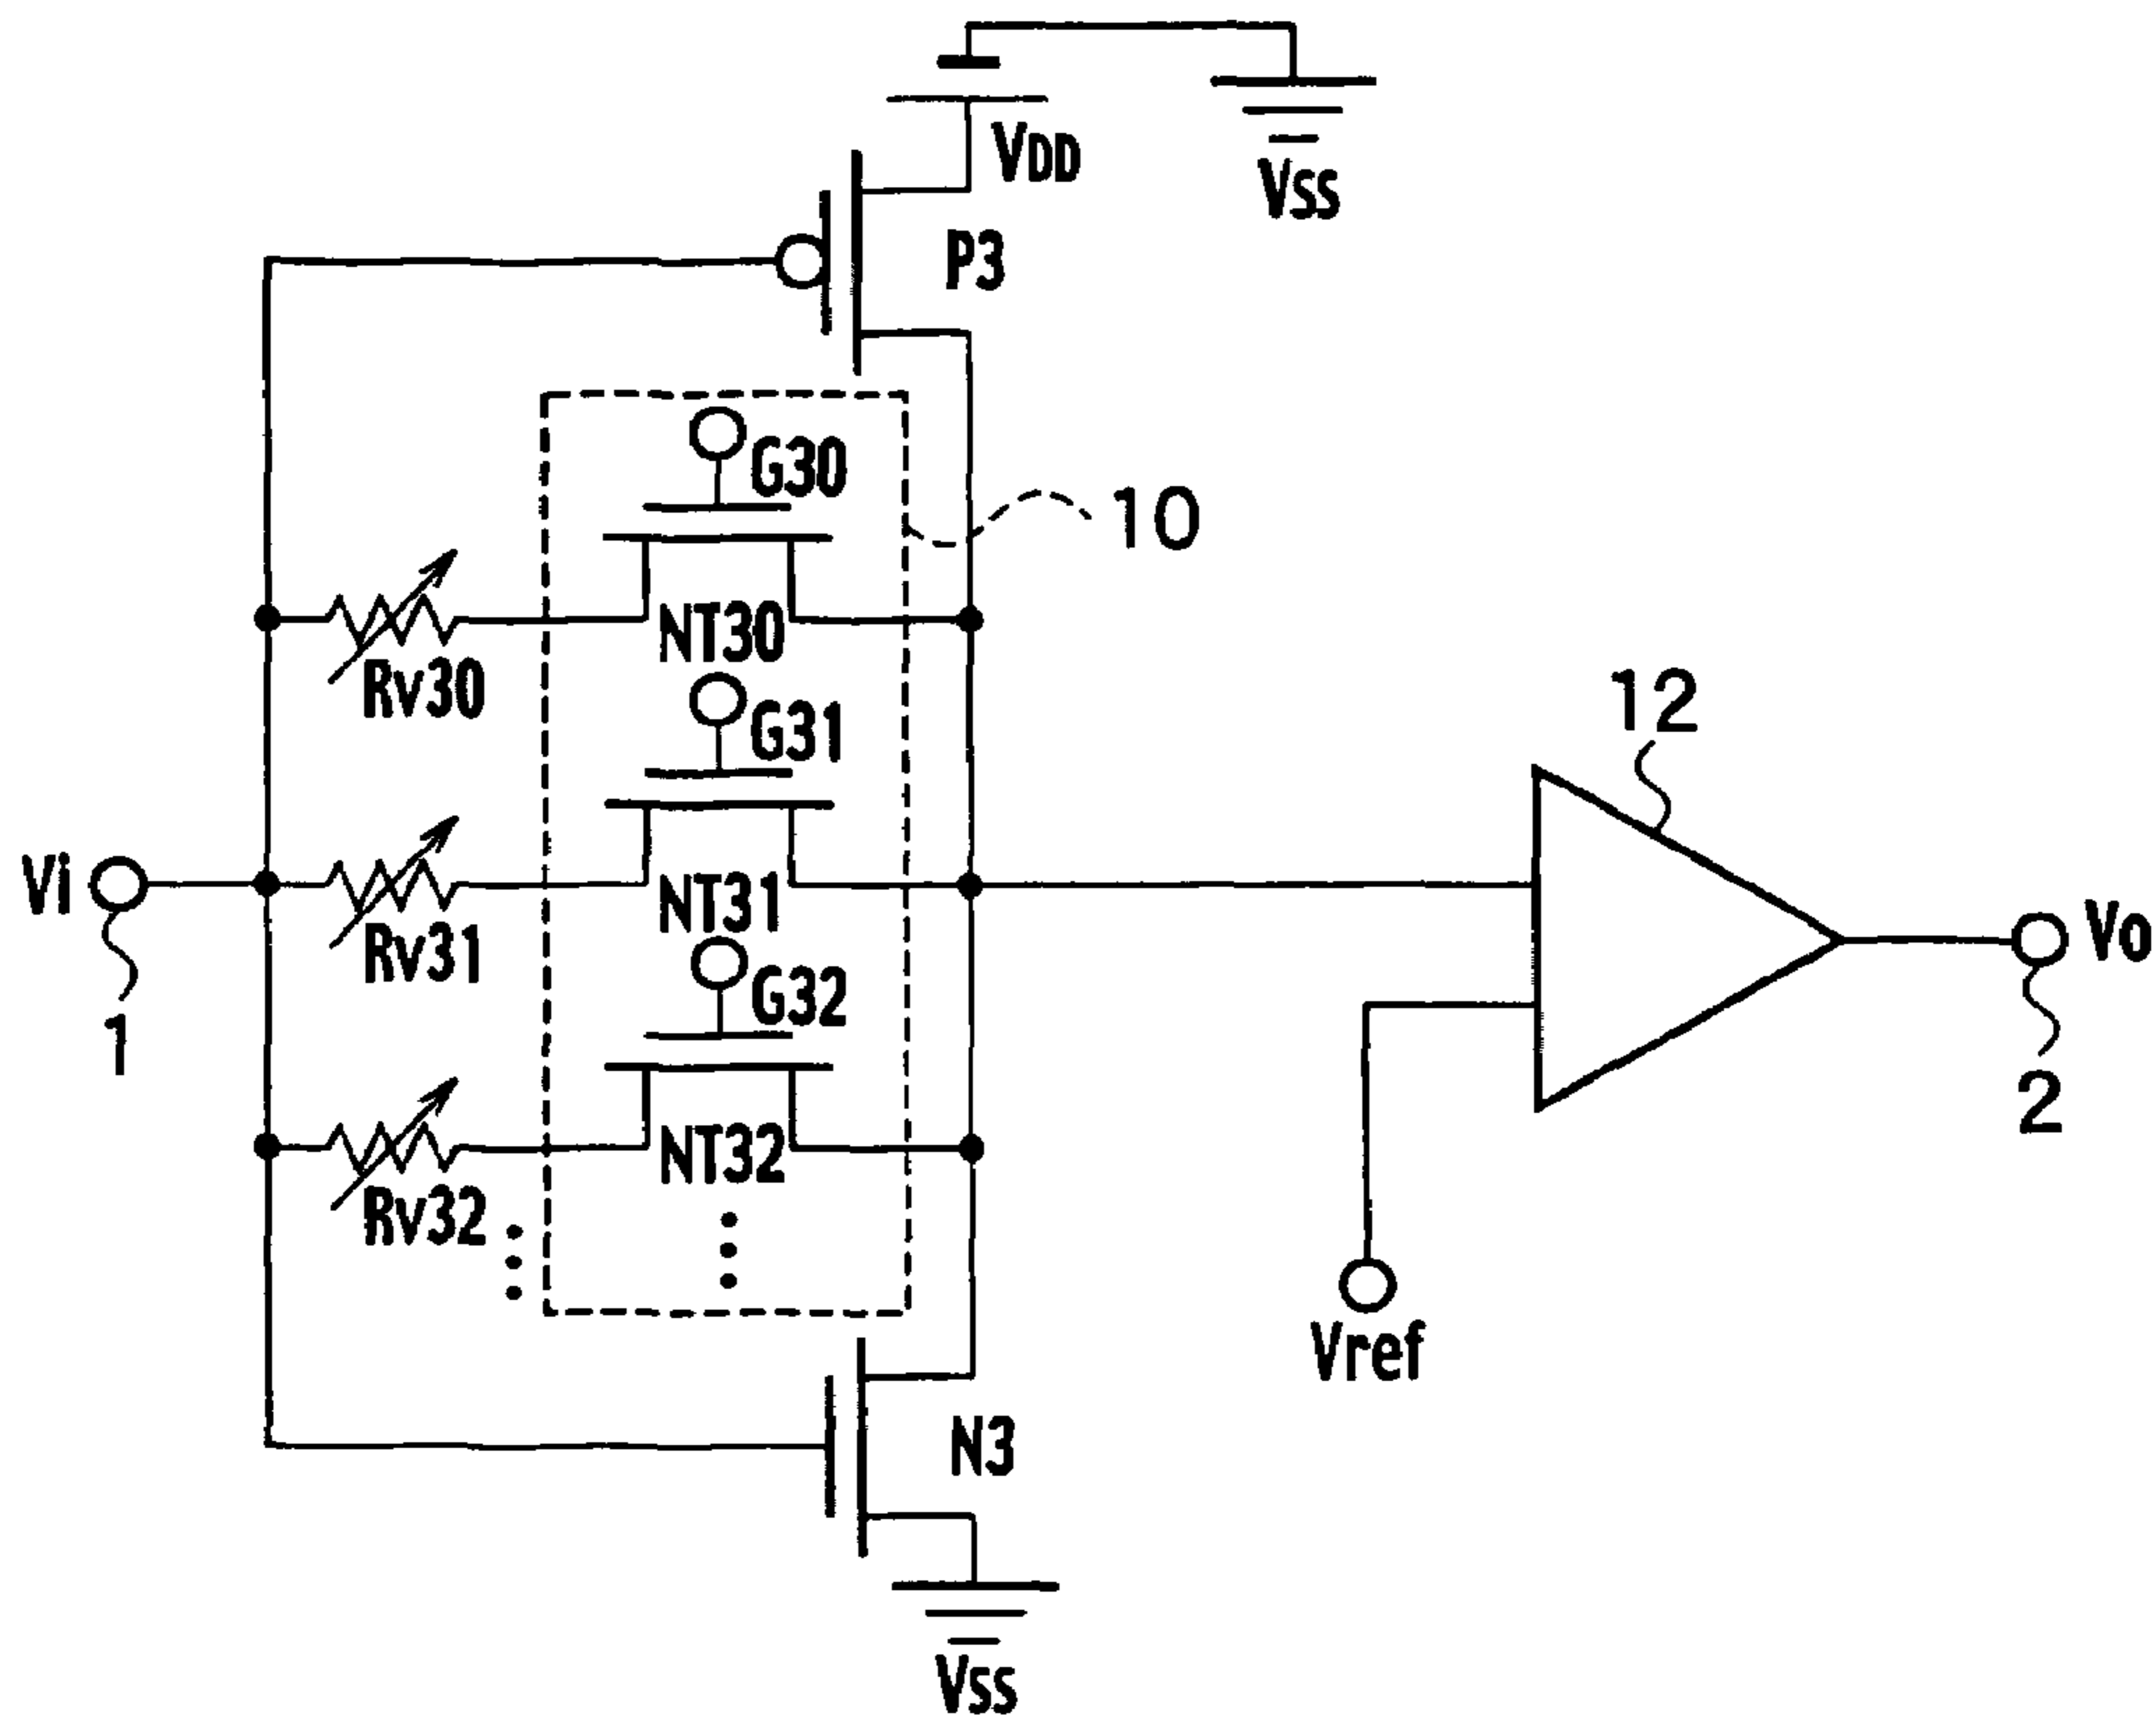 VDD
VSS
P3
G30
10
NT30
Rv30
G31
12
Vi
NT31
Rv31
Vo
G32
1
2
NT32
Rv32
Vref
N3
VSS